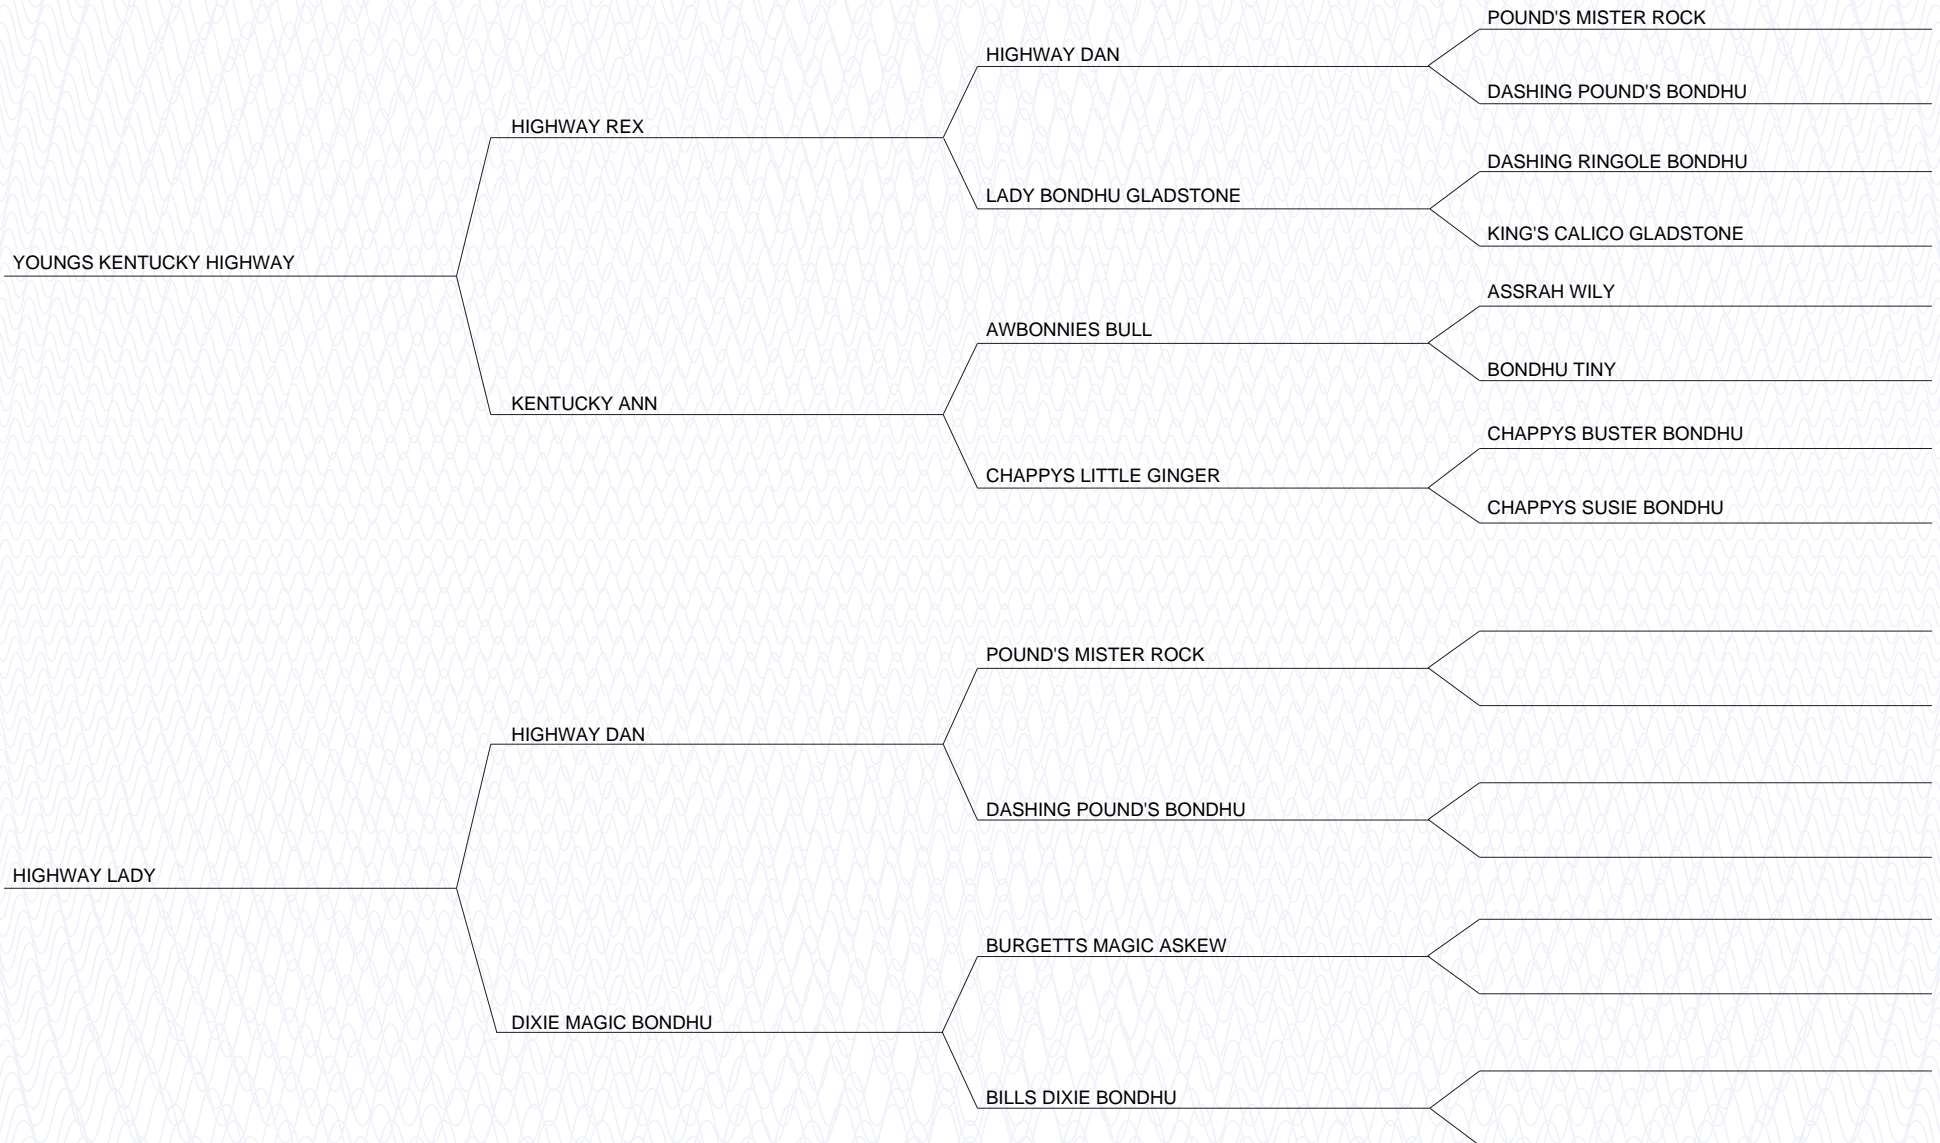 POUND'S MISTER ROCK
HIGHWAY DAN
DASHING POUND'S BONDHU
HIGHWAY REX
DASHING RINGOLE BONDHU
LADY BONDHU GLADSTONE
KING'S CALICO GLADSTONE
YOUNGS KENTUCKY HIGHWAY
ASSRAH WILY
AWBONNIES BULL
BONDHU TINY
KENTUCKY ANN
CHAPPYS BUSTER BONDHU
CHAPPYS LITTLE GINGER
CHAPPYS SUSIE BONDHU
POUND'S MISTER ROCK
HIGHWAY DAN
DASHING POUND'S BONDHU
HIGHWAY LADY
BURGETTS MAGIC ASKEW
DIXIE MAGIC BONDHU
BILLS DIXIE BONDHU